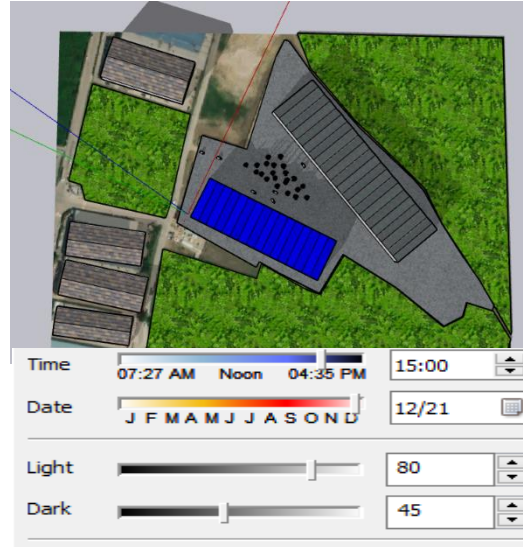 Time 07:27 AM Noon 04:35 PM 15:00
Date J F M A M J J A S O N D 12/21
Light 80
Dark 45